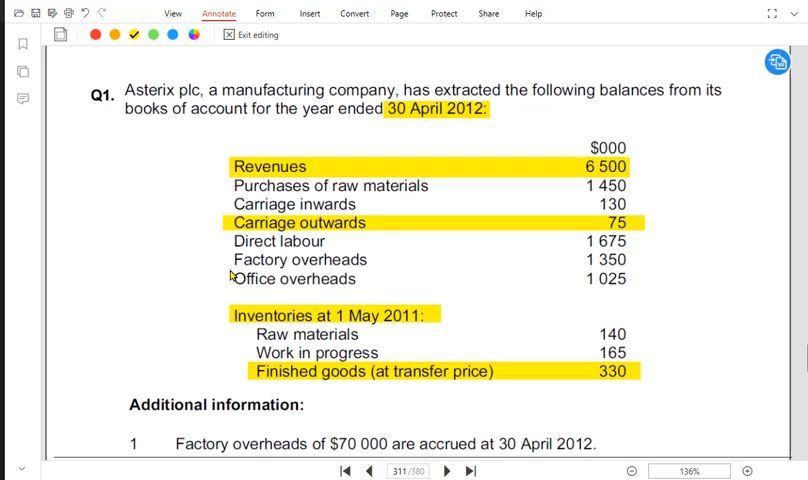 View Annotate Form Insert Convert Page Protect Share Help
Exit editing
Q1. Asterix plc, a manufacturing company, has extracted the following balances from its
books of account for the year ended 30 April 2012:
$000
Revenues 6 500
Purchases of raw materials 1 450
Carriage inwards 130
Carriage outwards 75
Direct labour 1 675
Factory overheads 1 350
Office overheads 1 025
Inventories at 1 May 2011:
Raw materials 140
Work in progress 165
Finished goods (at transfer price) 330
Additional information:
1 Factory overheads of $70 000 are accrued at 30 April 2012.
311/380
136%